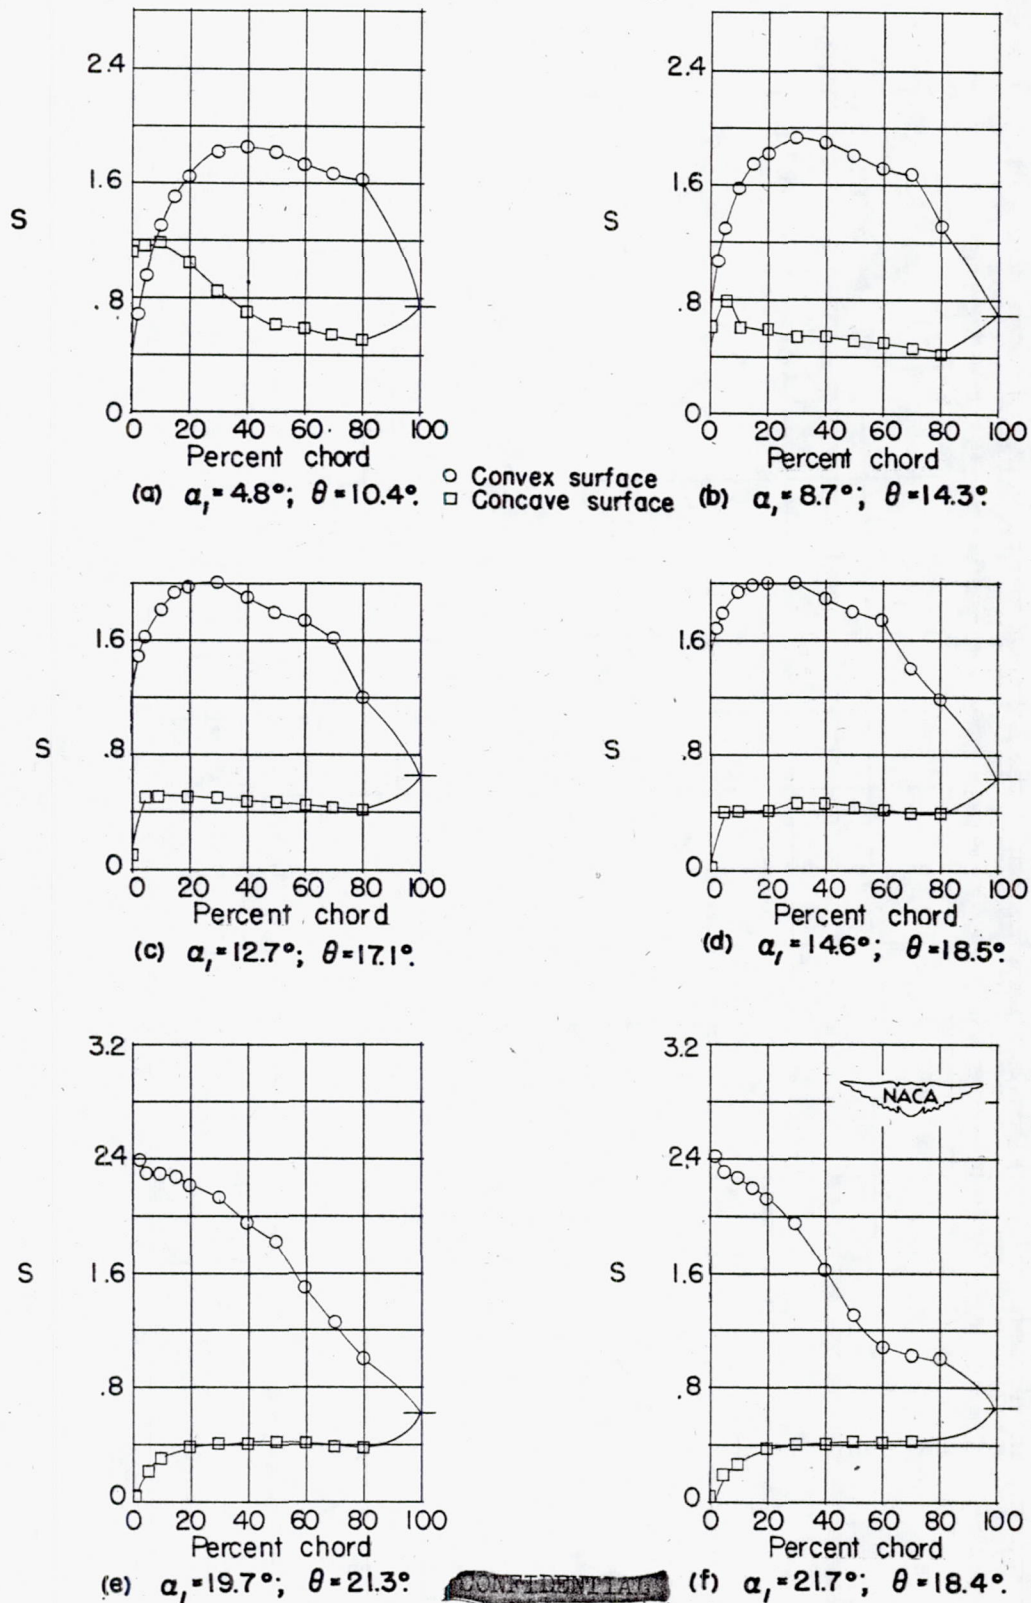 2.4
1.6
S
.8
0
0 20 40 60 80 100
Percent chord
(a) α₁=4.8°; θ=10.4°.
○ Convex surface
□ Concave surface
2.4
1.6
S
.8
0
0 20 40 60 80 100
Percent chord
(b) α₁=8.7°; θ=14.3°.
1.6
S
.8
0
0 20 40 60 80 100
Percent chord
(c) α₁=12.7°; θ=17.1°.
1.6
S
.8
0
0 20 40 60 80 100
Percent chord
(d) α₁=14.6°; θ=18.5°.
3.2
2.4
S
1.6
.8
0
0 20 40 60 80 100
Percent chord
(e) α₁=19.7°; θ=21.3°.
CONFIDENTIAL
3.2
NACA
2.4
S
1.6
.8
0
0 20 40 60 80 100
Percent chord
(f) α₁=21.7°; θ=18.4°.